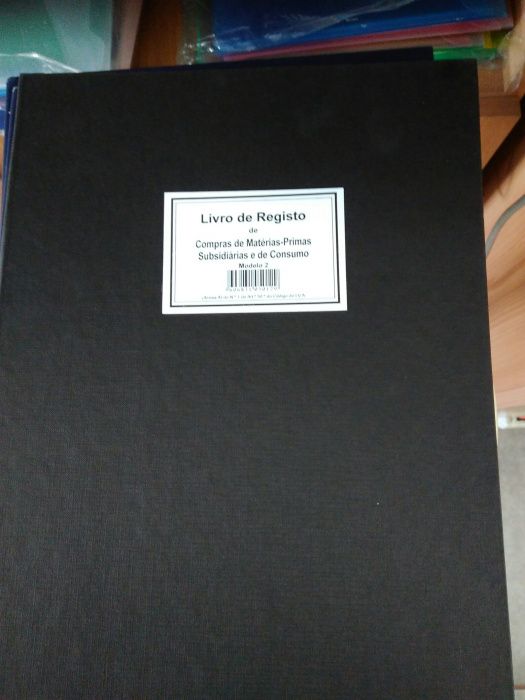 Livro de Registo
de
Compras de Matérias-Primas
Subsidiárias e de Consumo
Modelo 2